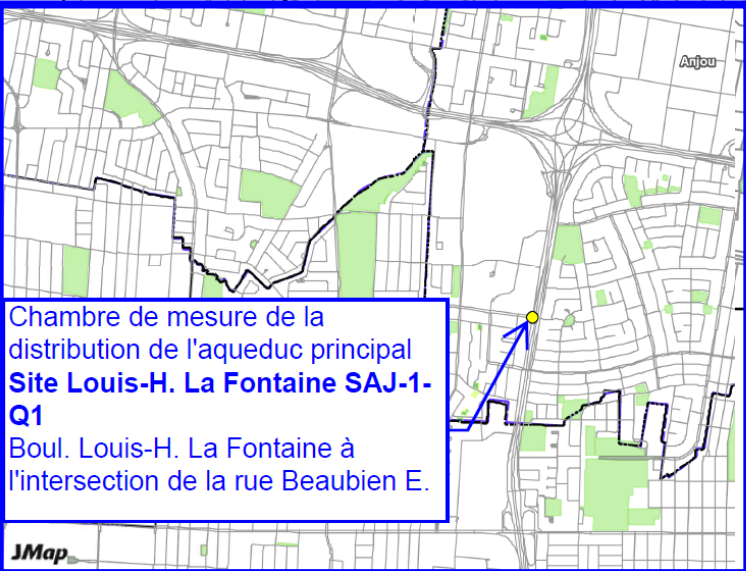 Anjou
Chambre de mesure de la
distribution de l'aqueduc principal
Site Louis-H. La Fontaine SAJ-1-
Q1
Boul. Louis-H. La Fontaine à
l'intersection de la rue Beaubien E.
JMap